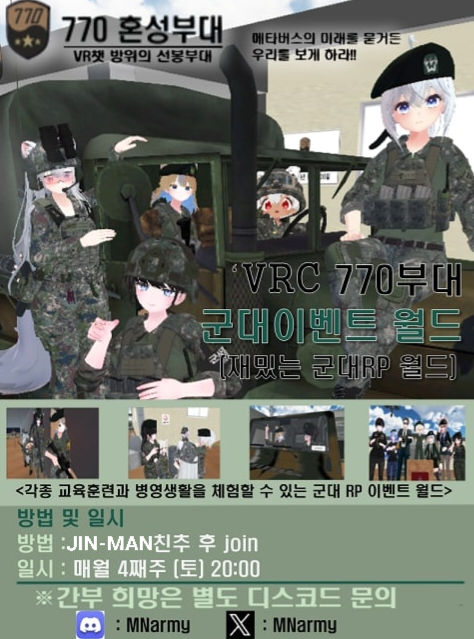 770
770 혼성부대
VR챗 방위의 선봉부대
메타버스의 미래를 묻거든
우리를 보게 하라!!
'VRC 770부대
군대이벤트 월드
[재밌는 군대RP 월드]
<각종 교육훈련과 병영생활을 체험할 수 있는 군대 RP 이벤트 월드>
방법 및 일시
방법 :JIN-MAN친추 후 join
일시 : 매월 4째주 (토) 20:00
※간부 희망은 별도 디스코드 문의
: MNarmy
X : MNarmy